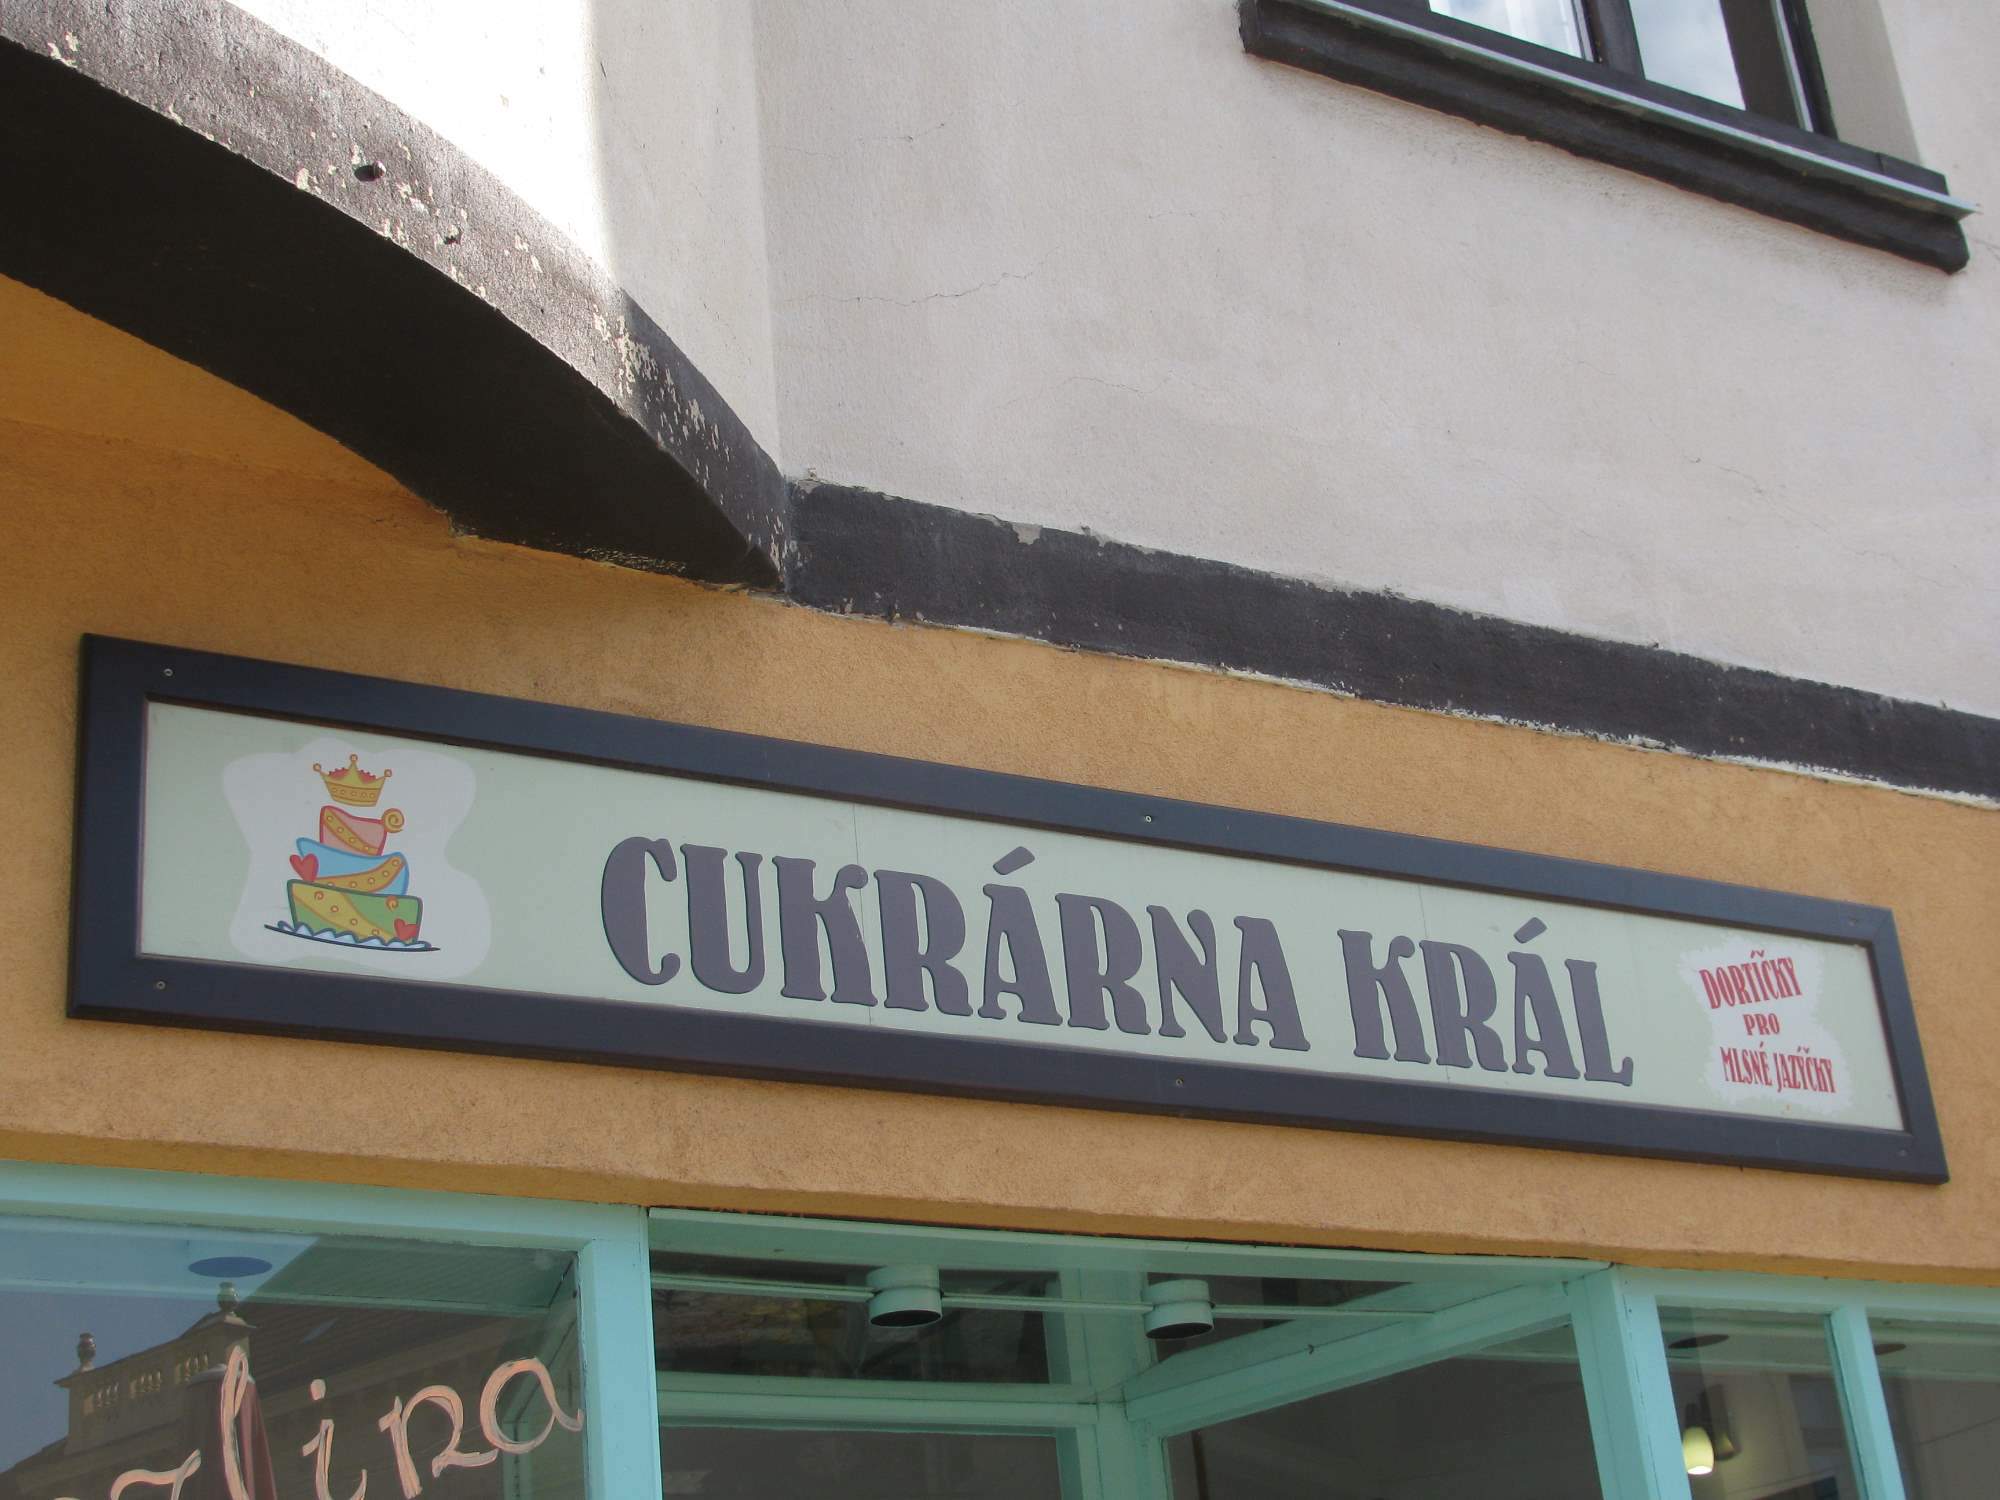 CUKRÁRNA KRÁL
DORTÍČKY
PRO
MLSNÉ JAZÝČKY